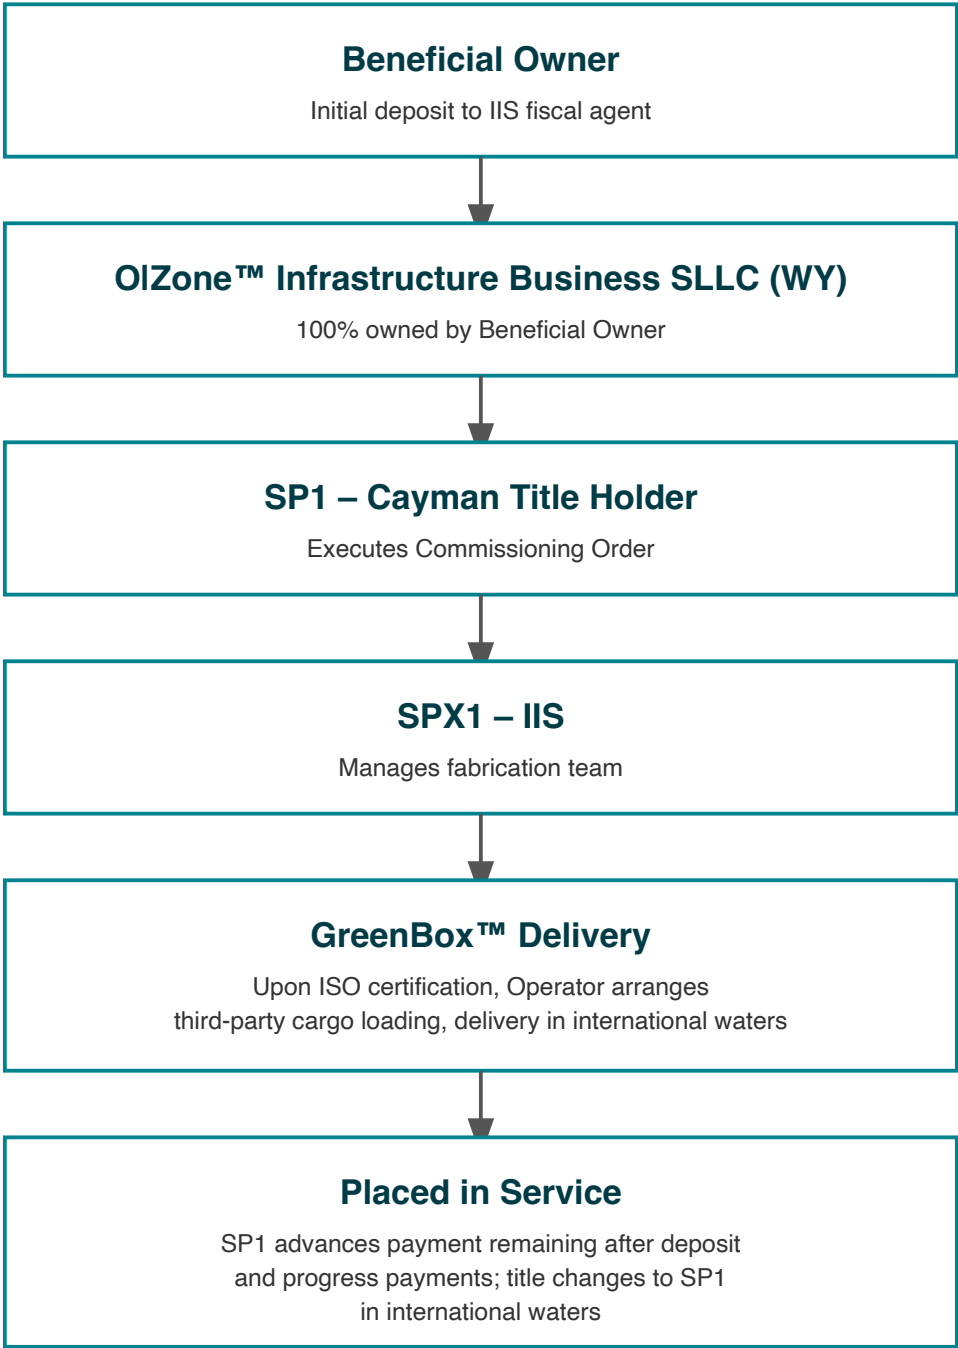 Beneficial Owner
Initial deposit to IIS fiscal agent
OIZone™ Infrastructure Business SLLC (WY)
100% owned by Beneficial Owner
SP1 – Cayman Title Holder
Executes Commissioning Order
SPX1 – IIS
Manages fabrication team
GreenBox™ Delivery
Upon ISO certification, Operator arranges
third-party cargo loading, delivery in international waters
Placed in Service
SP1 advances payment remaining after deposit
and progress payments; title changes to SP1
in international waters